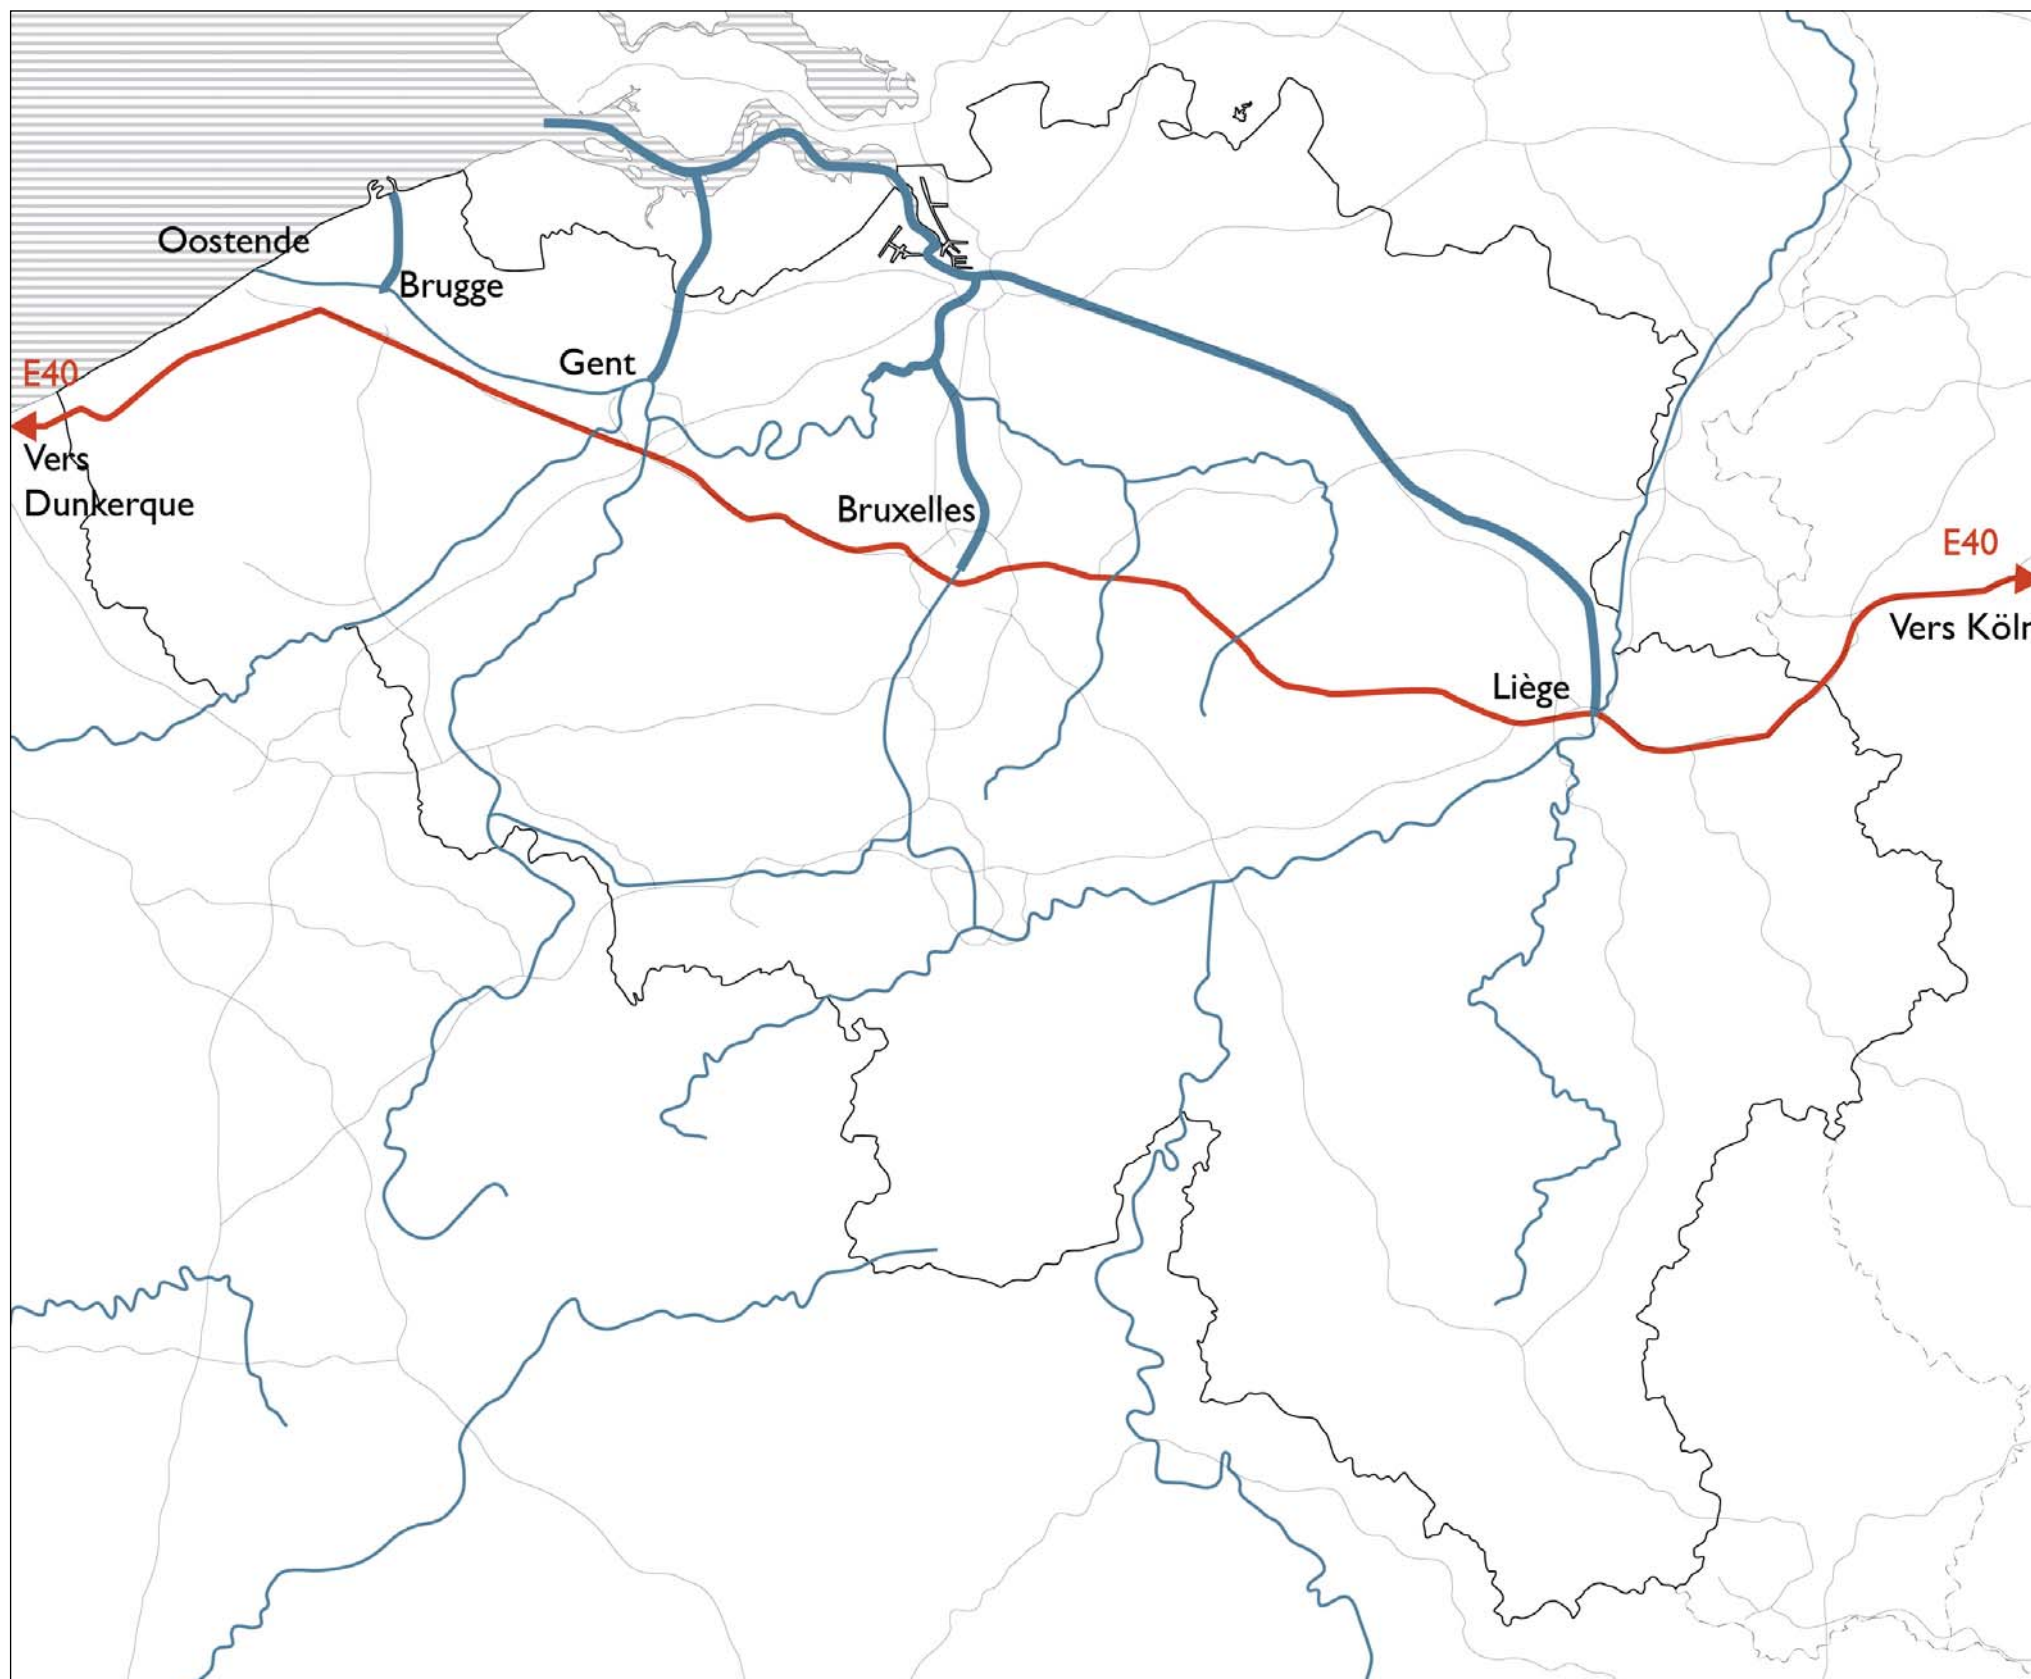 Oostende
Brugge
Gent
E40
Vers
Dunkerque
Bruxelles
E40
Vers Köln
Liège